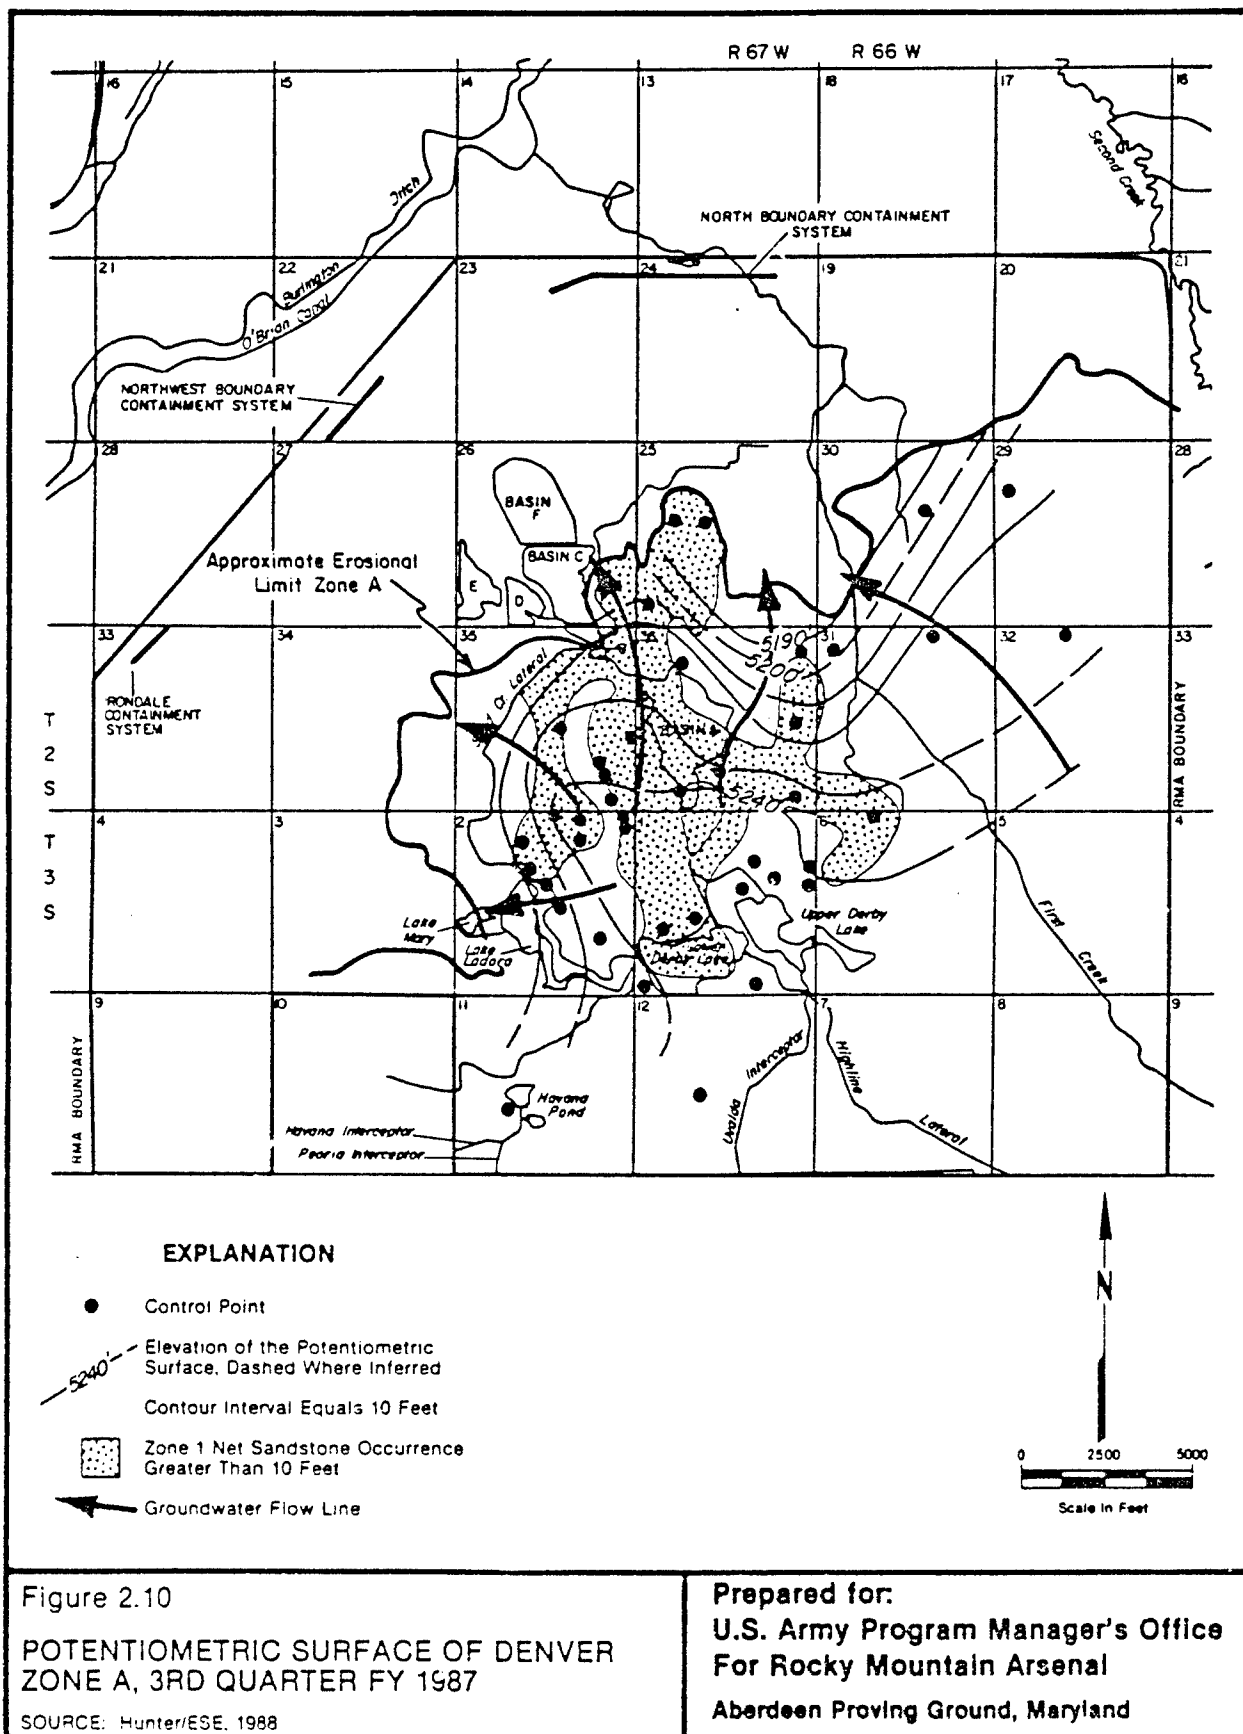 R 67 W R 66 W
16 15 14 13 18 17 16
Second Creek
Ditch
NORTH BOUNDARY CONTAINMENT
SYSTEM
21 22 23 24 19 20 21
Burlington
O'Brian Canal
NORTHWEST BOUNDARY
CONTAINMENT SYSTEM
28 27 26 25 30 29 28
BASIN
F
BASIN C
Approximate Erosional
Limit Zone A
E
D
33 34 35 36 31 32 33
5190'
5200'
Lateral
IRONDALE
CONTAINMENT
SYSTEM
T
2
S
RMA BOUNDARY
5240'
4 3 2 6 5 4
T
3
S
Lake
Mary
Lake
Ladora
Lower
Derby Lake
Upper Derby
Lake
First
Creek
9 10 11 12 7 8 9
RMA BOUNDARY
Uvalda
Interceptor
Highline
Lateral
Havana
Pond
Havana Interceptor
Peoria Interceptor
EXPLANATION
Control Point
5240'
Elevation of the Potentiometric
Surface, Dashed Where Inferred
Contour Interval Equals 10 Feet
Zone 1 Net Sandstone Occurrence
Greater Than 10 Feet
Groundwater Flow Line
N
0 2500 5000
Scale in Feet
Figure 2.10
POTENTIOMETRIC SURFACE OF DENVER
ZONE A, 3RD QUARTER FY 1987
SOURCE: Hunter/ESE, 1988
Prepared for:
U.S. Army Program Manager's Office
For Rocky Mountain Arsenal
Aberdeen Proving Ground, Maryland